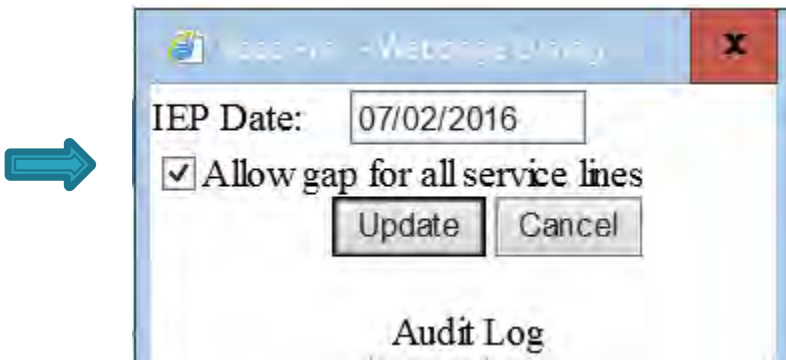 x
IEP Date: 07/02/2016
Allow gap for all service lines
Update Cancel
Audit Log